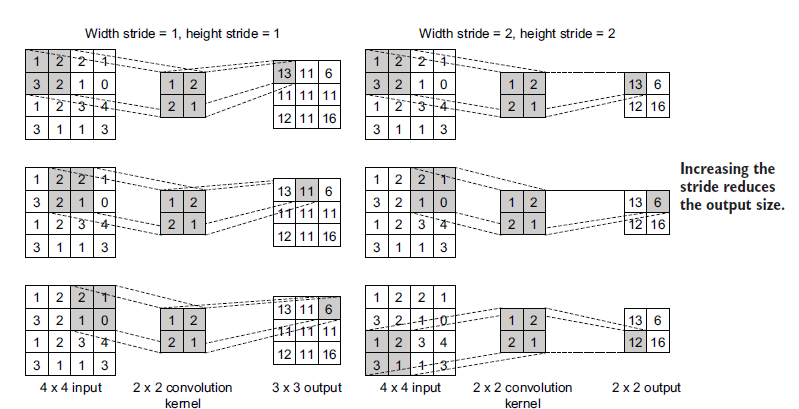 Width stride = 1, height stride = 1
Width stride = 2, height stride = 2
1 2 2 1
3 2 1 0
1 2 3 4
3 1 1 3
1 2
2 1
13 11 6
11 11 11
12 11 16
1 2 2 1
3 2 1 0
1 2 3 4
3 1 1 3
1 2
2 1
13 6
12 16
1 2 2 1
3 2 1 0
1 2 3 4
3 1 1 3
1 2
2 1
13 11 6
11 11 11
12 11 16
1 2 2 1
3 2 1 0
1 2 3 4
3 1 1 3
1 2
2 1
13 6
12 16
Increasing the
stride reduces
the output size.
1 2 2 1
3 2 1 0
1 2 3 4
3 1 1 3
1 2
2 1
13 11 6
11 11 11
12 11 16
1 2 2 1
3 2 1 0
1 2 3 4
3 1 1 3
1 2
2 1
13 6
12 16
4 x 4 input
2 x 2 convolution
kernel
3 x 3 output
4 x 4 input
2 x 2 convolution
kernel
2 x 2 output